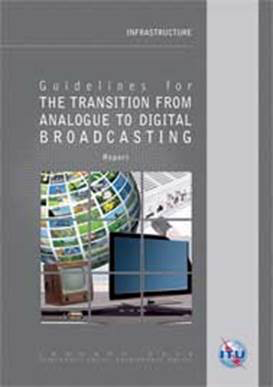 INFRASTRUCTURE
Guidelines for
THE TRANSITION FROM
ANALOGUE TO DIGITAL
BROADCASTING
Report
ITU